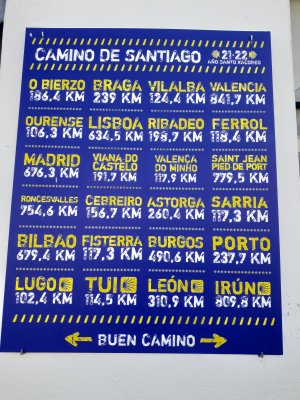 CAMINO DE SANTIAGO 21·22
AÑO SANTO XACOBEO
O BIERZO BRAGA VILALBA VALENCIA
186,4 KM 239 KM 124,4 KM 841,7 KM
OURENSE LISBOA RIBADEO FERROL
106,3 KM 634,5 KM 198,7 KM 118,4 KM
MADRID VIANA DO CASTELO VALENÇA DO MINHO SAINT JEAN PIED DE PORT
676,3 KM 191,7 KM 117,9 KM 779,5 KM
RONCESVALLES CEBREIRO ASTORGA SARRIA
754,6 KM 156,7 KM 260,4 KM 117,3 KM
BILBAO FISTERRA BURGOS PORTO
679,4 KM 117,3 KM 490,6 KM 237,7 KM
LUGO TUI LEÓN IRÚN
102,4 KM 114,5 KM 310,9 KM 809,8 KM
BUEN CAMINO